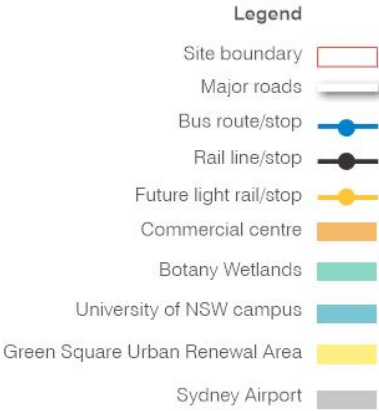 Legend
Site boundary
Major roads
Bus route/stop
Rail line/stop
Future light rail/stop
Commercial centre
Botany Wetlands
University of NSW campus
Green Square Urban Renewal Area
Sydney Airport